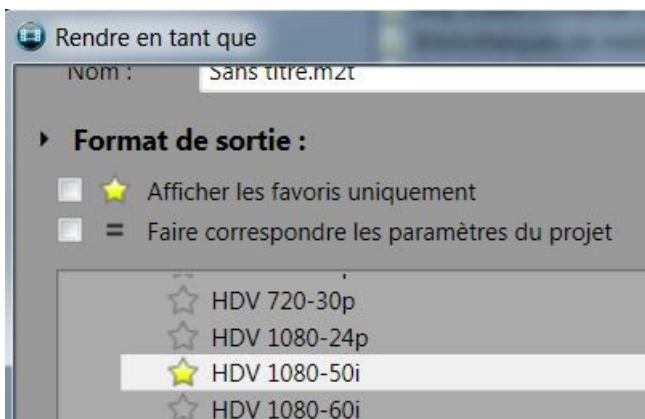 Rendre en tant que
Nom : Sans titre.m2t
Format de sortie :
Afficher les favoris uniquement
= Faire correspondre les paramètres du projet
HDV 720-30p
HDV 1080-24p
HDV 1080-50i
HDV 1080-60i